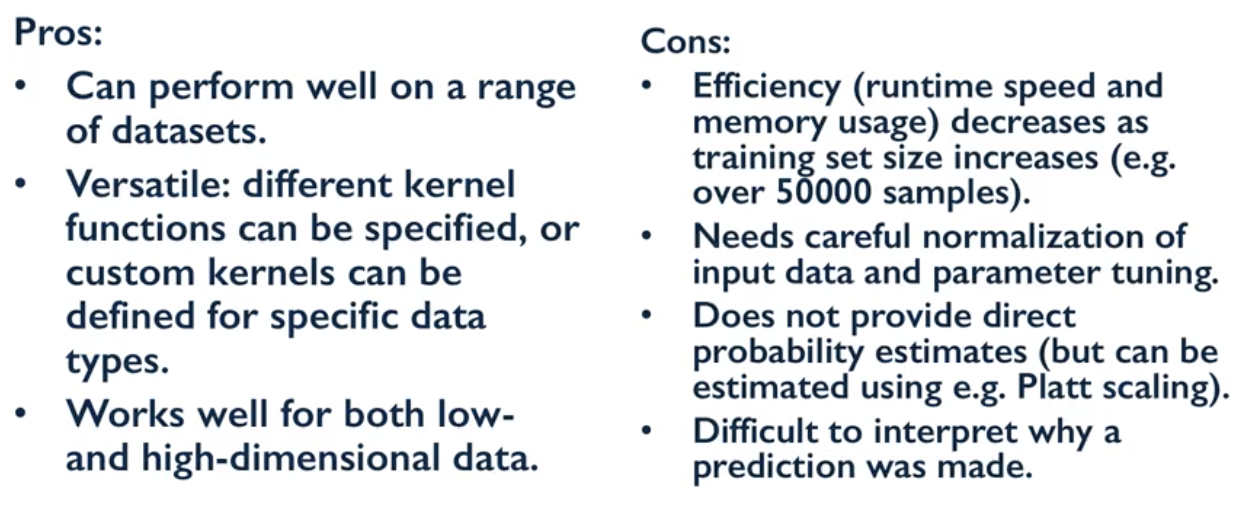 Pros:
• Can perform well on a range
of datasets.
• Versatile: different kernel
functions can be specified, or
custom kernels can be
defined for specific data
types.
• Works well for both low-
and high-dimensional data.
Cons:
• Efficiency (runtime speed and
memory usage) decreases as
training set size increases (e.g.
over 50000 samples).
• Needs careful normalization of
input data and parameter tuning.
• Does not provide direct
probability estimates (but can be
estimated using e.g. Platt scaling).
• Difficult to interpret why a
prediction was made.